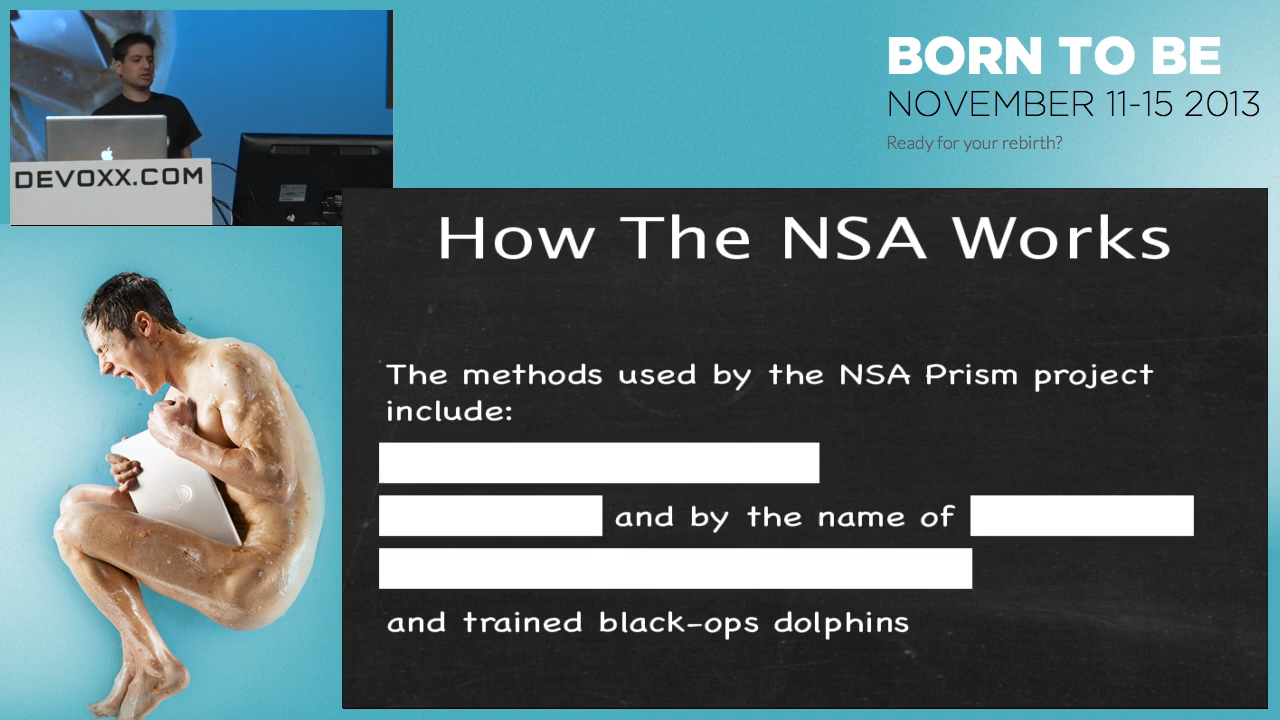 BORN TO BE
NOVEMBER 11-15 2013
Ready for your rebirth?
DEVOXX.COM
How The NSA Works
The methods used by the NSA Prism project
include:
and by the name of
and trained black-ops dolphins